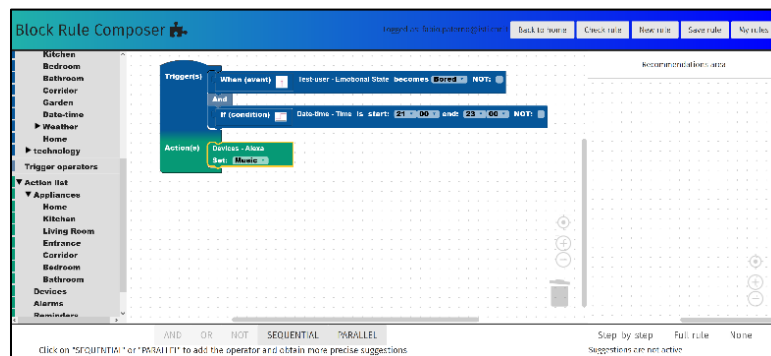 Block Rule Composer
Back to home
Check rule
New rule
Save rule
My rules
Kitchen
Bedroom
Bathroom
Corridor
Garden
Date-time
▶ Weather
Home
▶ technology
Trigger operators
▼ Action list
▼ Appliances
Home
Kitchen
Living Room
Entrance
Corridor
Bedroom
Bathroom
Devices
Alarms
Reminders
Trigger(s)
When (event) Test-user - Emotional State becomes Bored NOT:
And
If (condition) Date-time - Time is start: 21 00 end: 23 00 NOT:
Action(s)
Devices - Alexa
Set: Music
Recommendations area
AND OR NOT SEQUENTIAL PARALLEL
Click on "SEQUENTIAL" or "PARALLEL" to add the operator and obtain more precise suggestions
Step by step Full rule None
Suggestions are not active